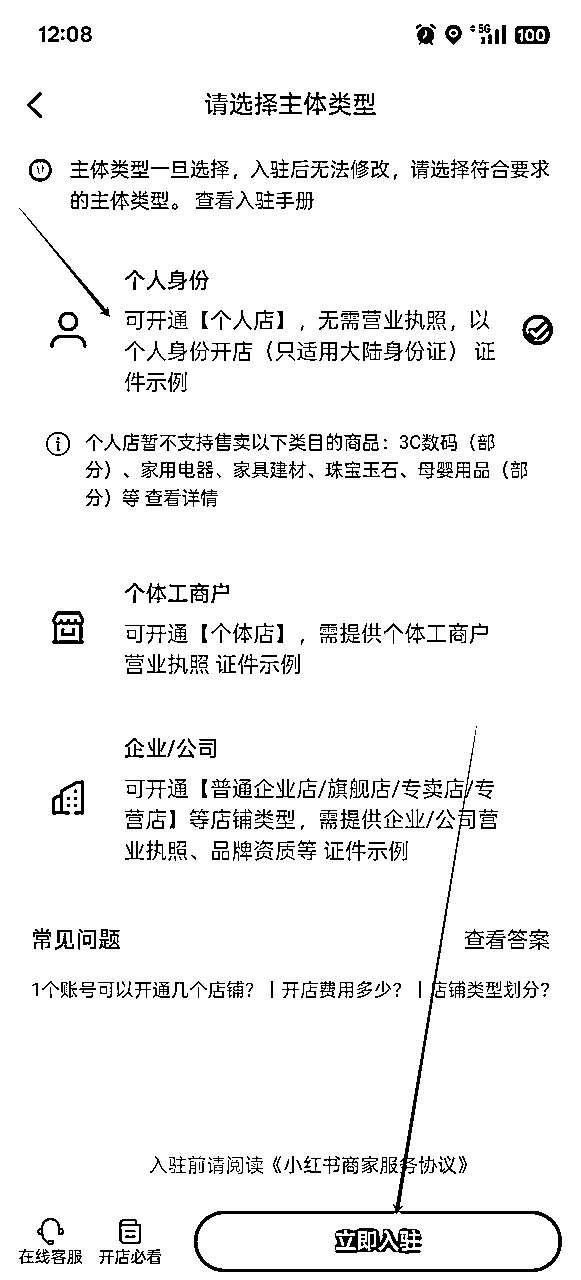 12:08
5G
100
请选择主体类型
主体类型一旦选择，入驻后无法修改，请选择符合要求
的主体类型。 查看入驻手册
个人身份
可开通【个人店】，无需营业执照，以
个人身份开店（只适用大陆身份证） 证
件示例
个人店暂不支持售卖以下类目的商品：3C数码（部
分）、家用电器、家具建材、珠宝玉石、母婴用品（部
分）等 查看详情
个体工商户
可开通【个体店】，需提供个体工商户
营业执照 证件示例
企业/公司
可开通【普通企业店/旗舰店/专卖店/专
营店】等店铺类型，需提供企业/公司营
业执照、品牌资质等 证件示例
常见问题 查看答案
1个账号可以开通几个店铺？ | 开店费用多少？ | 店铺类型划分？
入驻前请阅读《小红书商家服务协议》
在线客服 开店必看 立即入驻